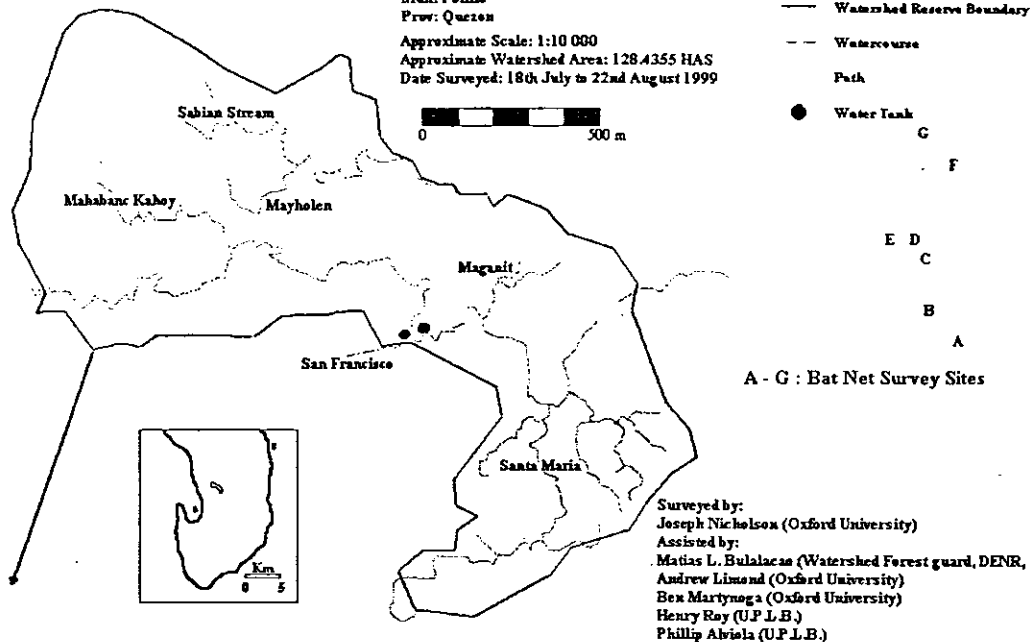 Prov: Quezon
Approximate Scale: 1:10 000
Approximate Watershed Area: 128.4355 HAS
Date Surveyed: 18th July to 22nd August 1999
0 500 m
Watershed Reserve Boundary
Watercourse
Path
Water Tank
G
F
E D
C
B
A
A - G : Bat Net Survey Sites
Sabian Stream
Mahabanc Kahoy
Mayholen
Maganit
San Francisco
Santa Maria
Km
0 5
Surveyed by:
Joseph Nicholson (Oxford University)
Assisted by:
Matias L. Bulalacao (Watershed Forest guard, DENR,
Andrew Limond (Oxford University)
Ben Martynoga (Oxford University)
Henry Roy (U.P.L.B.)
Phillip Alviola (U.P.L.B.)